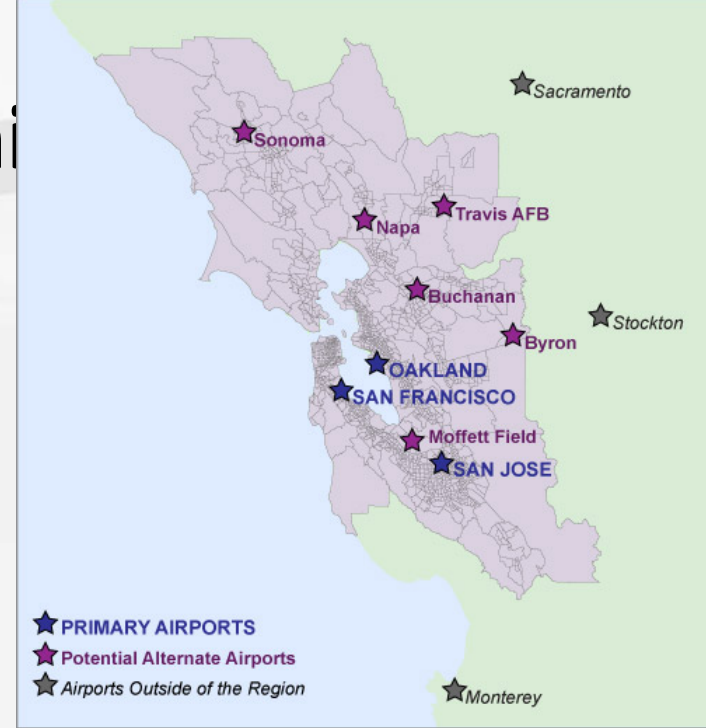 Sacramento
Sonoma
Travis AFB
Napa
Buchanan
Stockton
Byron
OAKLAND
SAN FRANCISCO
Moffett Field
SAN JOSE
PRIMARY AIRPORTS
Potential Alternate Airports
Airports Outside of the Region
Monterey